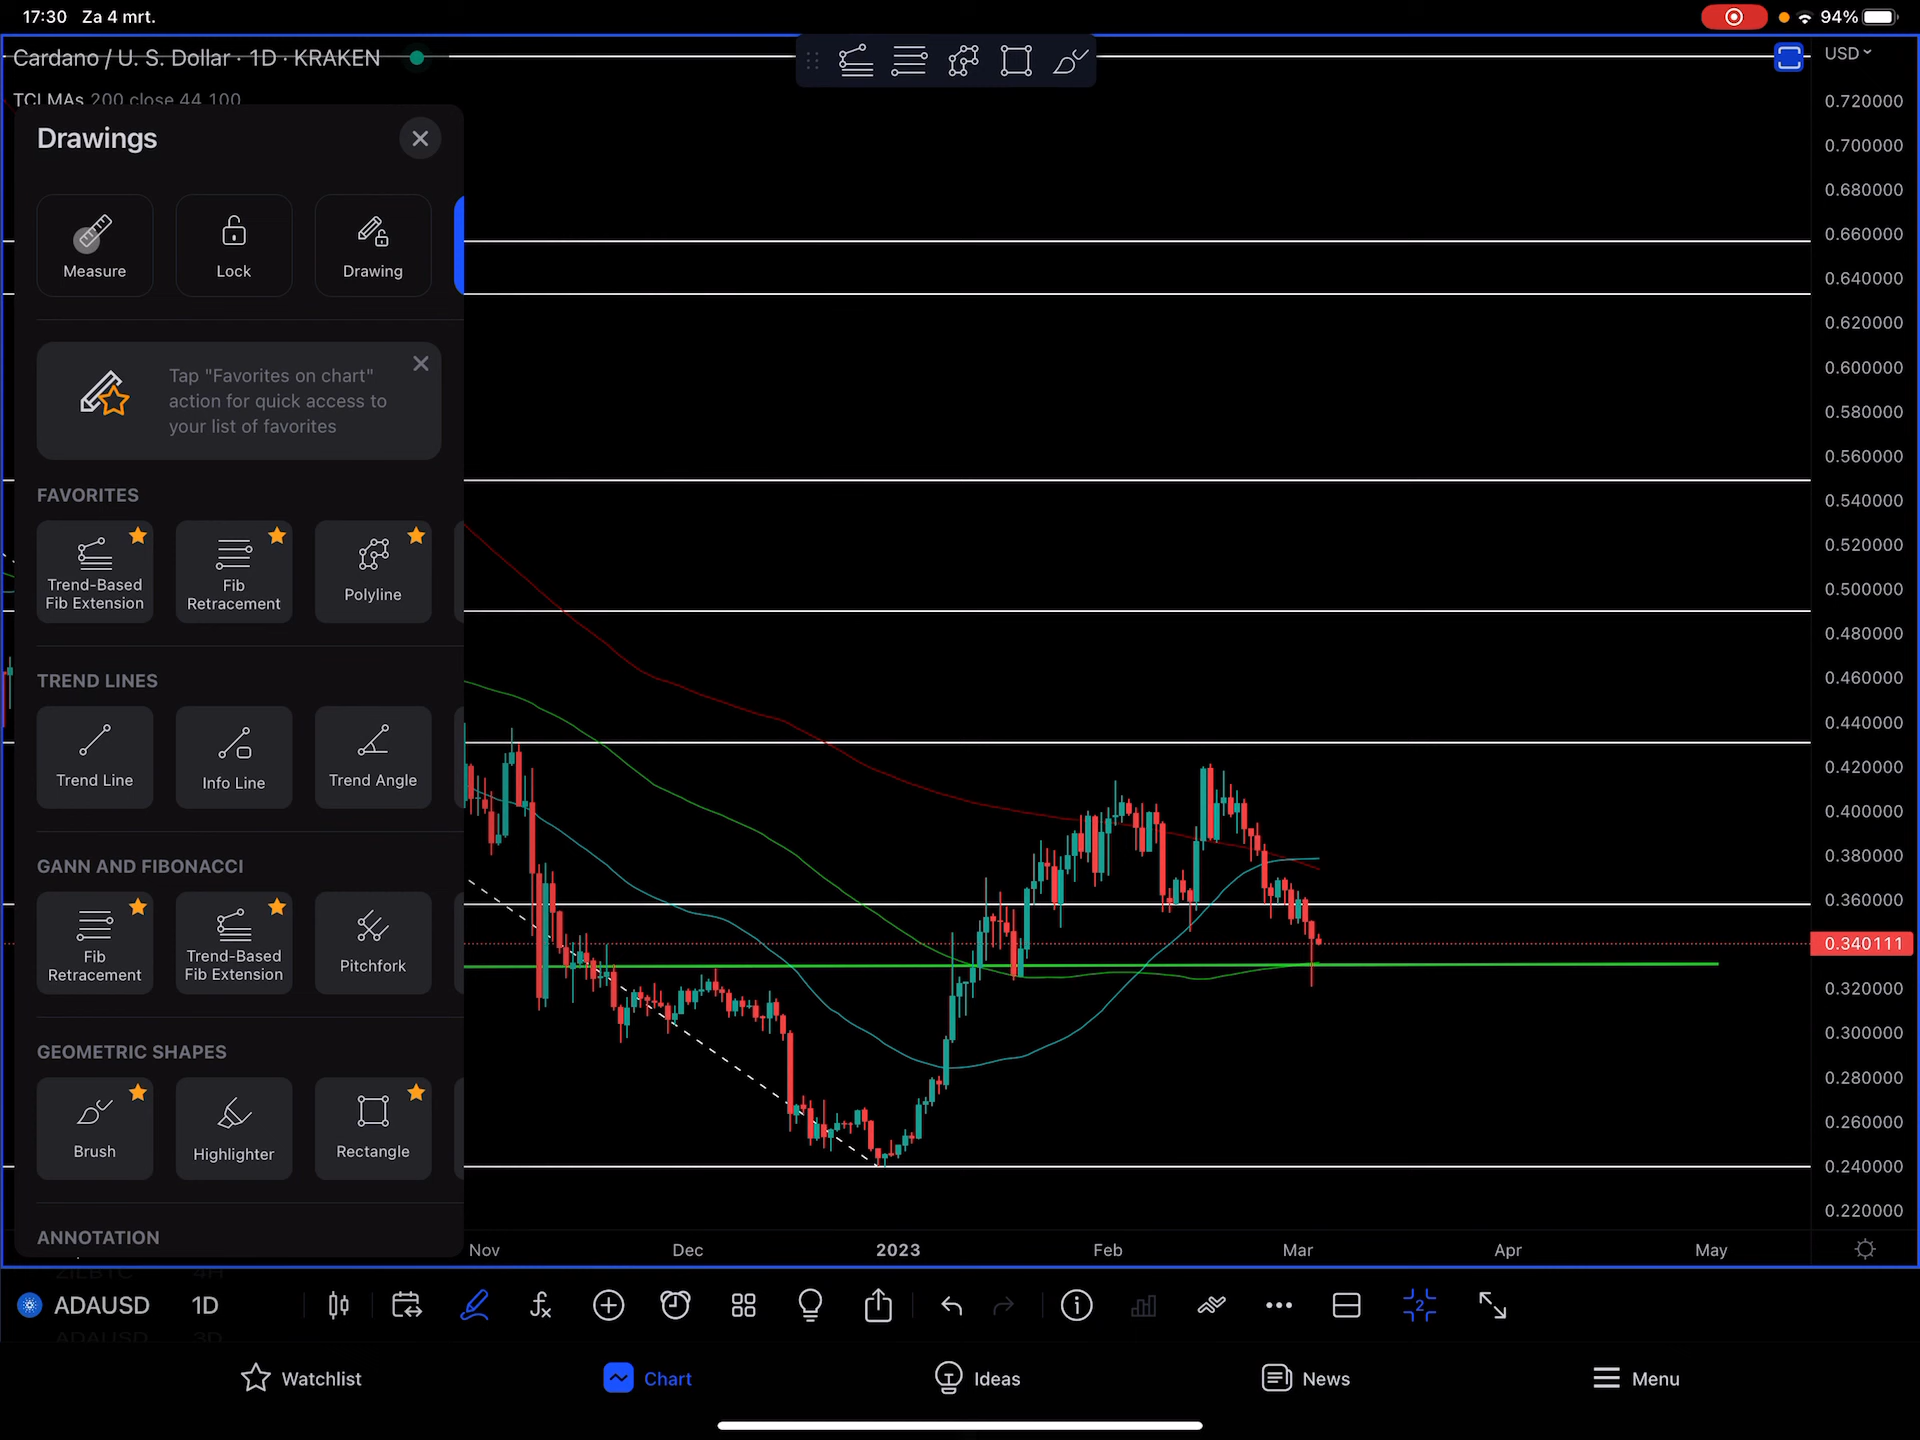 17:30 Za 4 mrt.
94%
Cardano / U. S. Dollar · 1D · KRAKEN
USD
TCI MAs 200 close 44 100
Drawings
Measure
Lock
Drawing
Tap "Favorites on chart"
action for quick access to
your list of favorites
FAVORITES
Trend-Based
Fib Extension
Fib
Retracement
Polyline
TREND LINES
Trend Line
Info Line
Trend Angle
GANN AND FIBONACCI
Fib
Retracement
Trend-Based
Fib Extension
Pitchfork
GEOMETRIC SHAPES
Brush
Highlighter
Rectangle
ANNOTATION
0.720000
0.700000
0.680000
0.660000
0.640000
0.620000
0.600000
0.580000
0.560000
0.540000
0.520000
0.500000
0.480000
0.460000
0.440000
0.420000
0.400000
0.380000
0.360000
0.340111
0.320000
0.300000
0.280000
0.260000
0.240000
0.220000
Nov
Dec
2023
Feb
Mar
Apr
May
ZILBTC 4H
ADAUSD 1D
ADAUSD 3D
2
Watchlist
Chart
Ideas
News
Menu